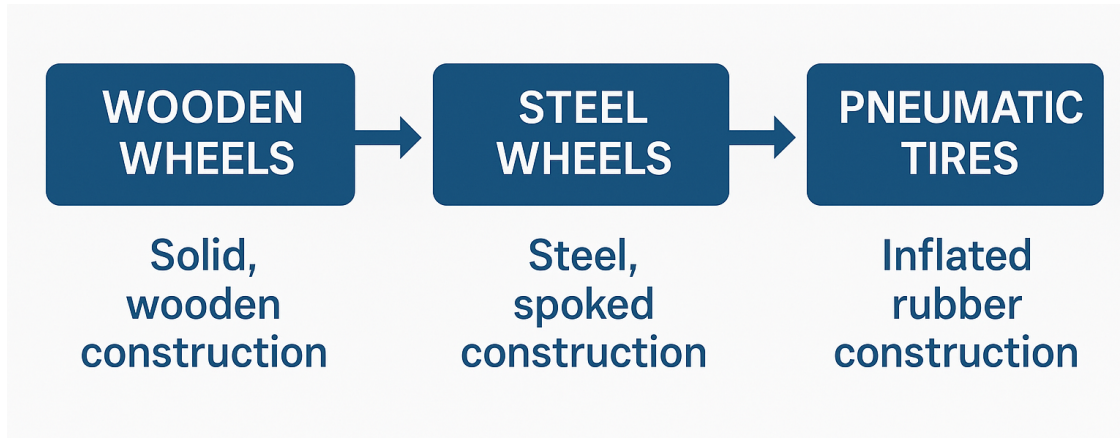 WOODEN
WHEELS
Solid,
wooden
construction
STEEL
WHEELS
Steel,
spoked
construction
PNEUMATIC
TIRES
Inflated
rubber
construction